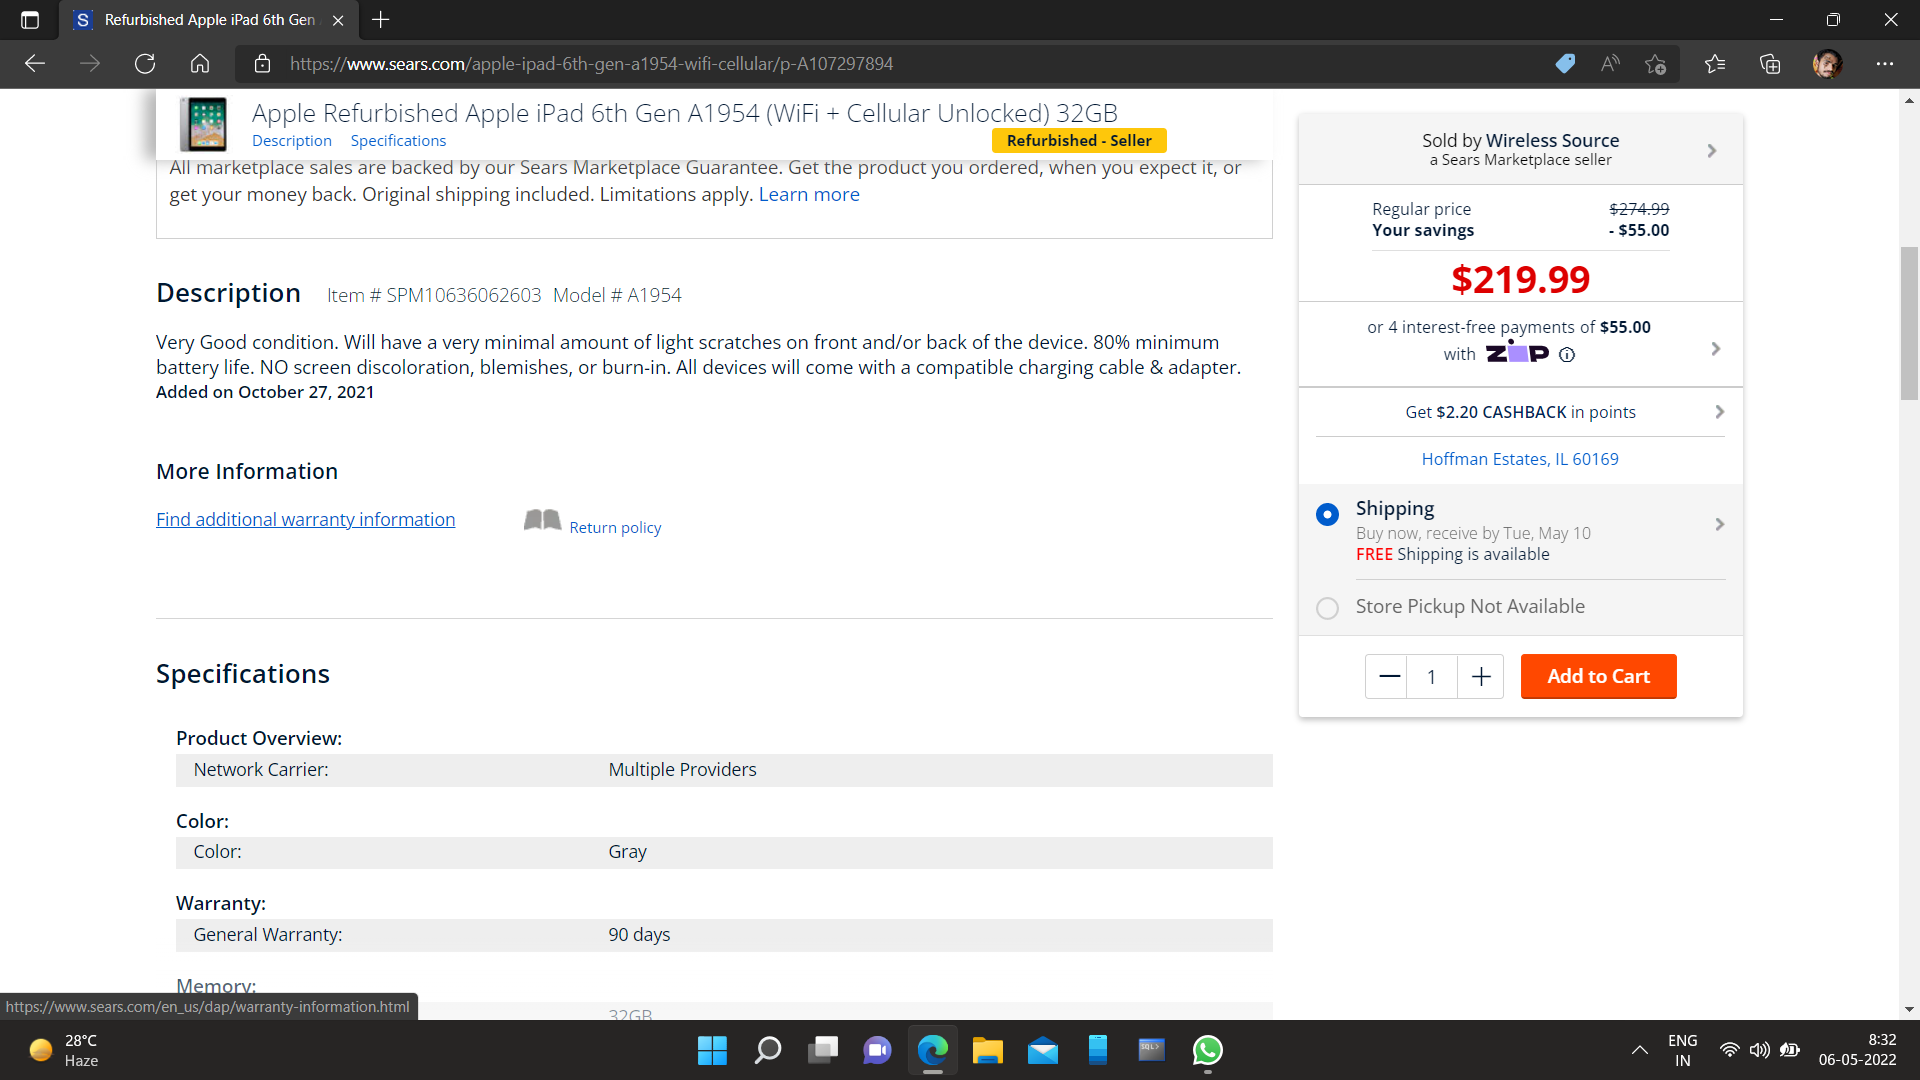 S Refurbished Apple iPad 6th Gen
https://www.sears.com/apple-ipad-6th-gen-a1954-wifi-cellular/p-A107297894
Apple Refurbished Apple iPad 6th Gen A1954 (WiFi + Cellular Unlocked) 32GB
Description Specifications
Refurbished - Seller
All marketplace sales are backed by our Sears Marketplace Guarantee. Get the product you ordered, when you expect it, or
get your money back. Original shipping included. Limitations apply. Learn more
Description Item # SPM10636062603 Model # A1954
Very Good condition. Will have a very minimal amount of light scratches on front and/or back of the device. 80% minimum
battery life. NO screen discoloration, blemishes, or burn-in. All devices will come with a compatible charging cable & adapter.
Added on October 27, 2021
More Information
Find additional warranty information
Return policy
Specifications
Product Overview:
Network Carrier: Multiple Providers
Color:
Color: Gray
Warranty:
General Warranty: 90 days
Memory:
32GB
Sold by Wireless Source
a Sears Marketplace seller
Regular price $274.99
Your savings - $55.00
$219.99
or 4 interest-free payments of $55.00
with ZIP
Get $2.20 CASHBACK in points
Hoffman Estates, IL 60169
Shipping
Buy now, receive by Tue, May 10
FREE Shipping is available
Store Pickup Not Available
1
Add to Cart
https://www.sears.com/en_us/dap/warranty-information.html
28°C
Haze
SQL>
ENG
IN
8:32
06-05-2022